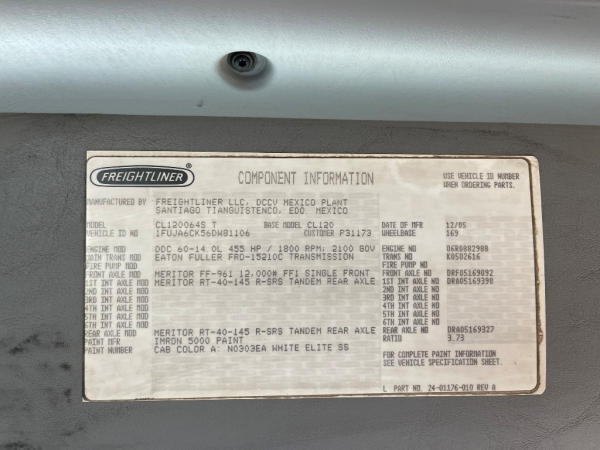 FREIGHTLINER ®
COMPONENT INFORMATION
USE VEHICLE ID NUMBER
WHEN ORDERING PARTS.
MANUFACTURED BY FREIGHTLINER LLC, DCCV MEXICO PLANT
SANTIAGO TIANGUISTENCO, EDO MEXICO
MODEL CL120064S T BASE MODEL CL120 DATE OF MFR 12/05
VEHICLE ID NO 1FUJA6CK56DW81106 CUSTOMER P31173 WHEELBASE 169
ENGINE MOD DDC 60-14.0L 455 HP / 1800 RPM; 2100 GOV ENGINE NO 06R0882988
MAIN TRANS MOD EATON FULLER FRO-15210C TRANSMISSION TRANS NO K0502616
FIRE PUMP MOD FIRE PUMP NO
FRONT AXLE MOD MERITOR FF-961 12,000# FF1 SINGLE FRONT FRONT AXLE NO DRF05169092
1ST INT AXLE MOD MERITOR RT-40-145 R-SRS TANDEM REAR AXLE 1ST INT AXLE NO DRA05169390
2ND INT AXLE MOD 2ND INT AXLE NO
3RD INT AXLE MOD 3RD INT AXLE NO
4TH INT AXLE MOD 4TH INT AXLE NO
5TH INT AXLE MOD 5TH INT AXLE NO
6TH INT AXLE MOD 6TH INT AXLE NO
REAR AXLE MOD MERITOR RT-40-145 R-SRS TANDEM REAR AXLE REAR AXLE NO DRA05169327
PAINT MFR IMRON 5000 PAINT RATIO 3.73
PAINT NUMBER CAB COLOR A: N0303EA WHITE ELITE SS
FOR COMPLETE PAINT INFORMATION
SEE VEHICLE SPECIFICATION SHEET.
L PART NO. 24-01176-010 REV A